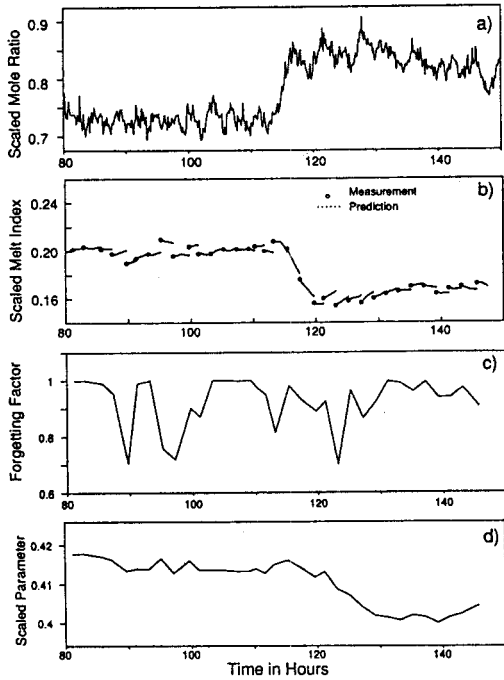 0.9
0.8
0.7
Scaled Mole Ratio
a)
80
100
120
140
0.24
0.20
0.16
Scaled Melt Index
b)
Measurement
Prediction
80
100
120
140
1
0.8
0.6
Forgetting Factor
c)
80
100
120
140
0.42
0.41
0.4
Scaled Parameter
d)
80
100
120
140
Time in Hours